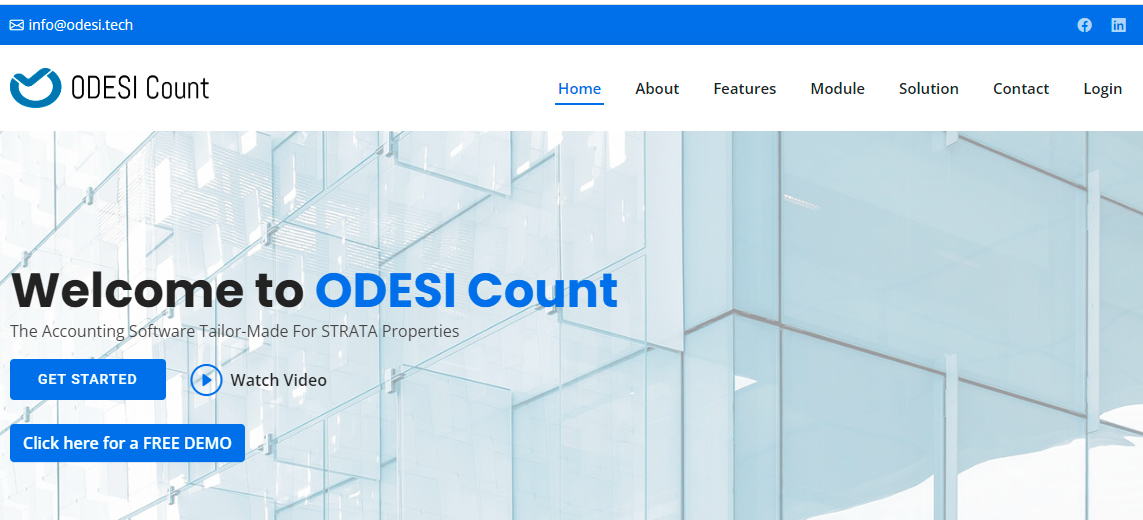 info@odesi.tech
ODESI Count
Home About Features Module Solution Contact Login
Welcome to ODESI Count
The Accounting Software Tailor-Made For STRATA Properties
GET STARTED Watch Video
Click here for a FREE DEMO